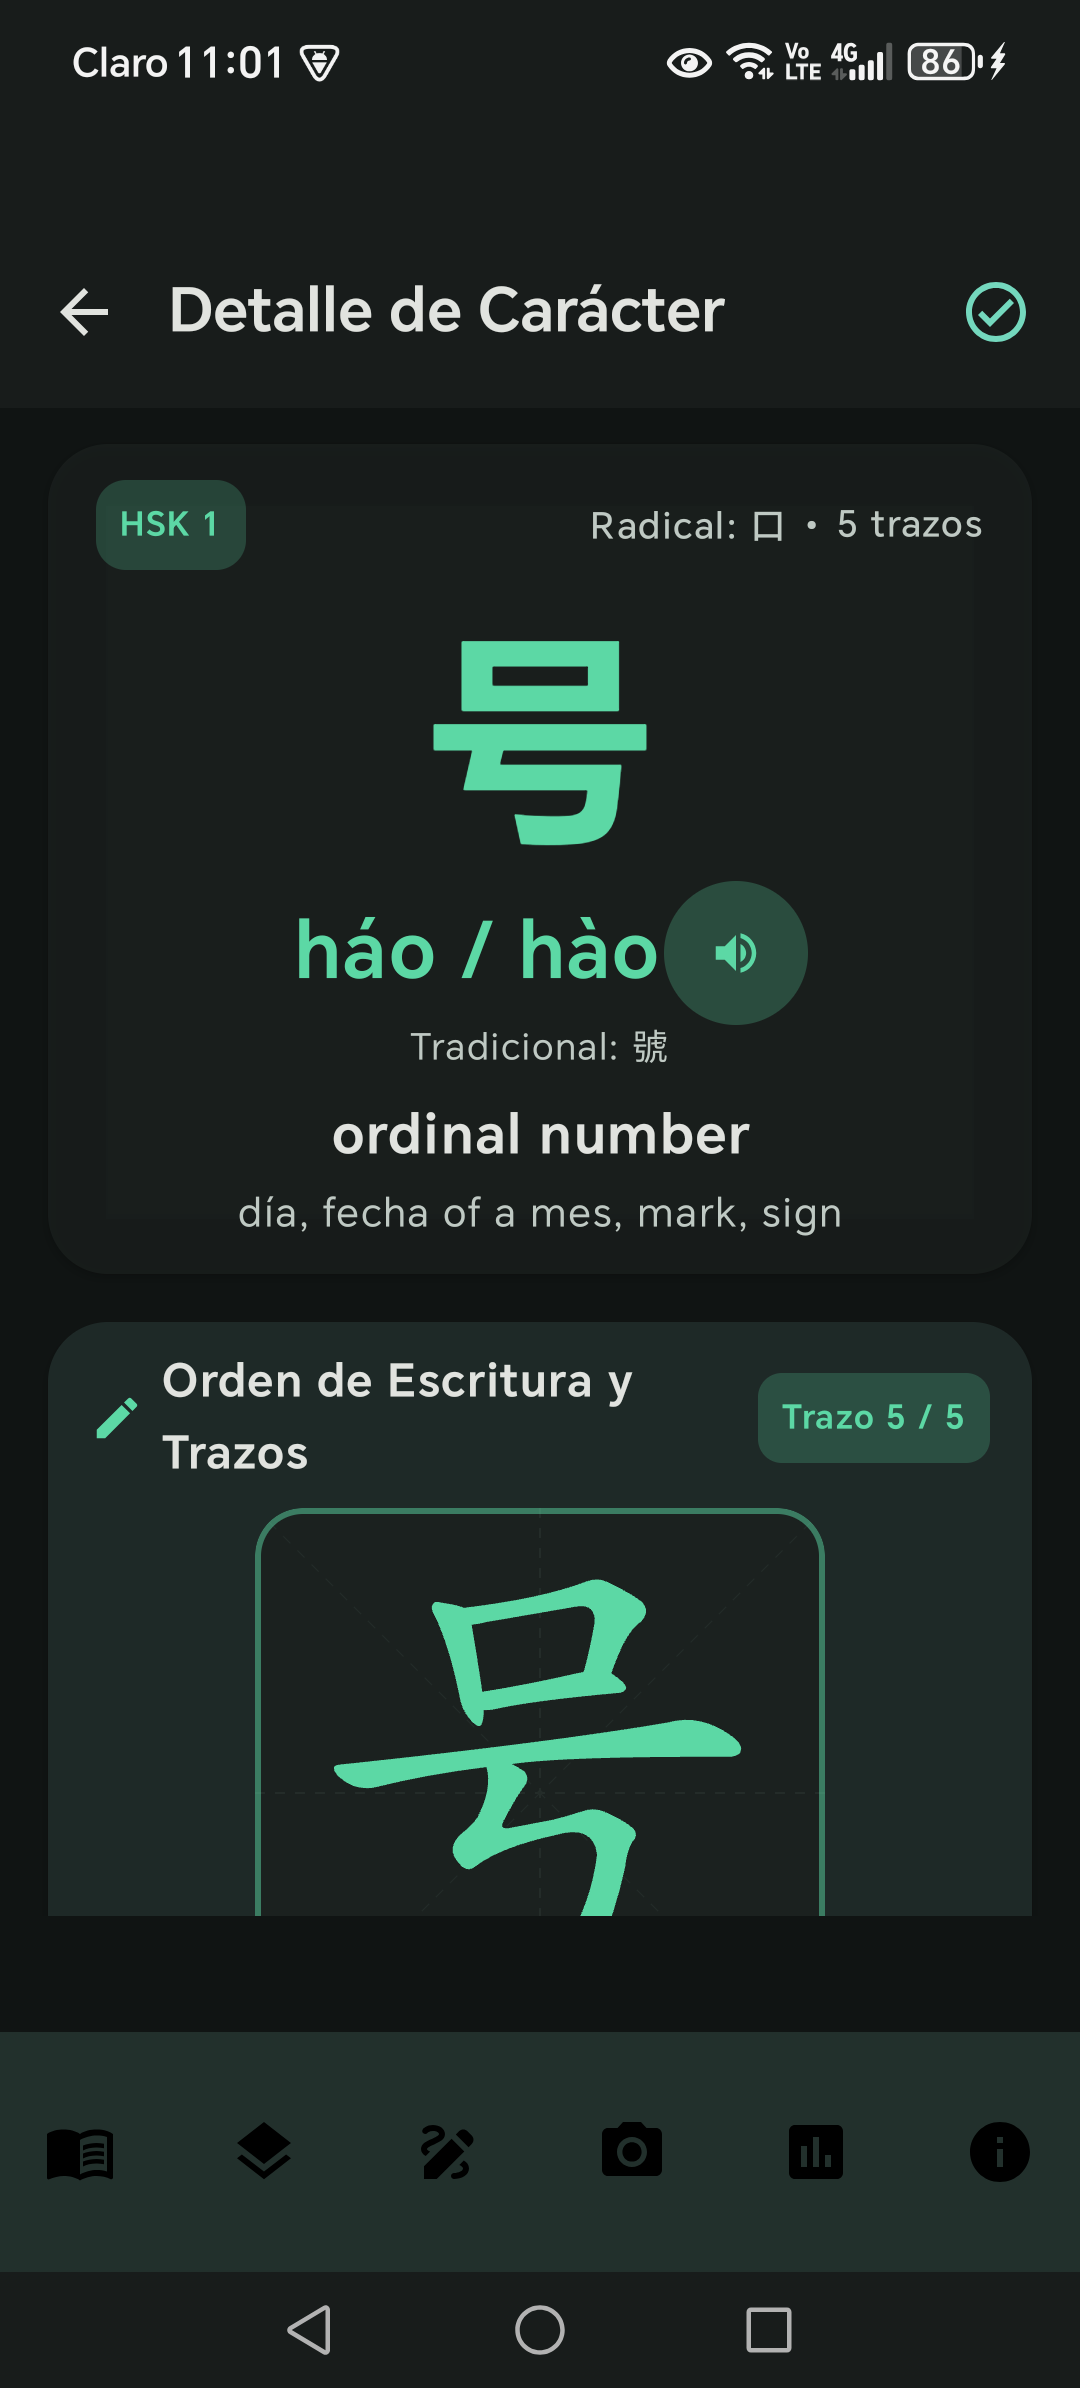 Claro 11:01 Vo LTE 4G 86
Detalle de Carácter
HSK 1
Radical: 口 • 5 trazos
号
háo / hào
Tradicional: 號
ordinal number
día, fecha of a mes, mark, sign
Orden de Escritura y
Trazos
Trazo 5 / 5
号